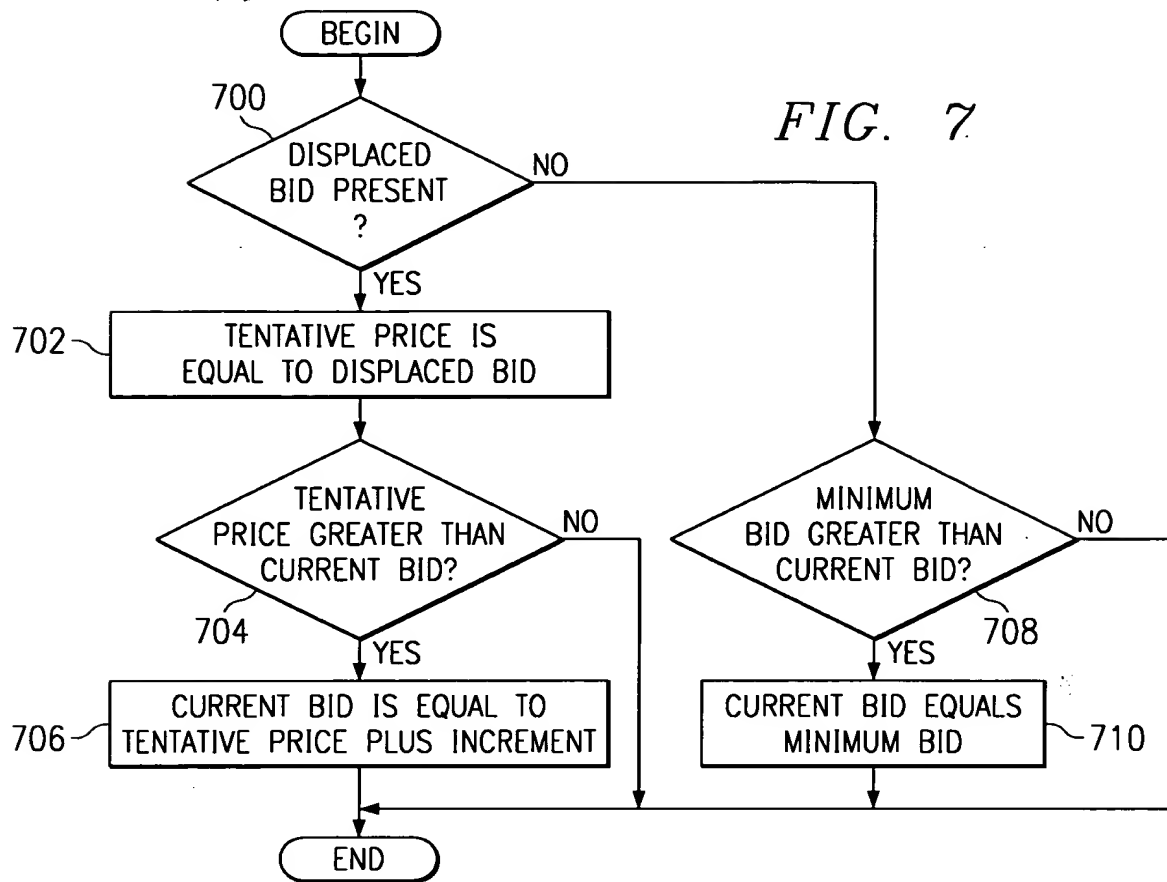 BEGIN
700
FIG. 7
DISPLACED
BID PRESENT
?
NO
YES
702
TENTATIVE PRICE IS
EQUAL TO DISPLACED BID
TENTATIVE
PRICE GREATER THAN
CURRENT BID?
NO
704
YES
MINIMUM
BID GREATER THAN
CURRENT BID?
NO
708
YES
706
CURRENT BID IS EQUAL TO
TENTATIVE PRICE PLUS INCREMENT
CURRENT BID EQUALS
MINIMUM BID
710
END